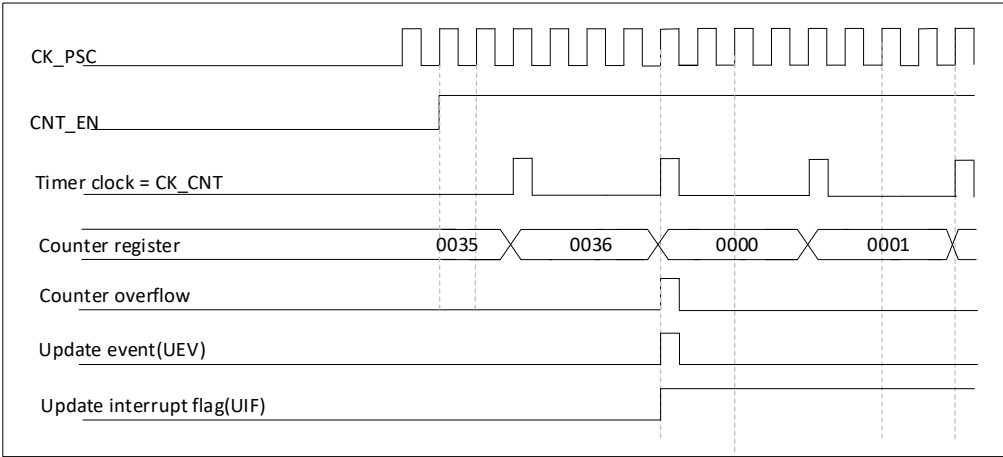 CK_PSC
CNT_EN
Timer clock = CK_CNT
Counter register 0035 0036 0000 0001
Counter overflow
Update event(UEV)
Update interrupt flag(UIF)